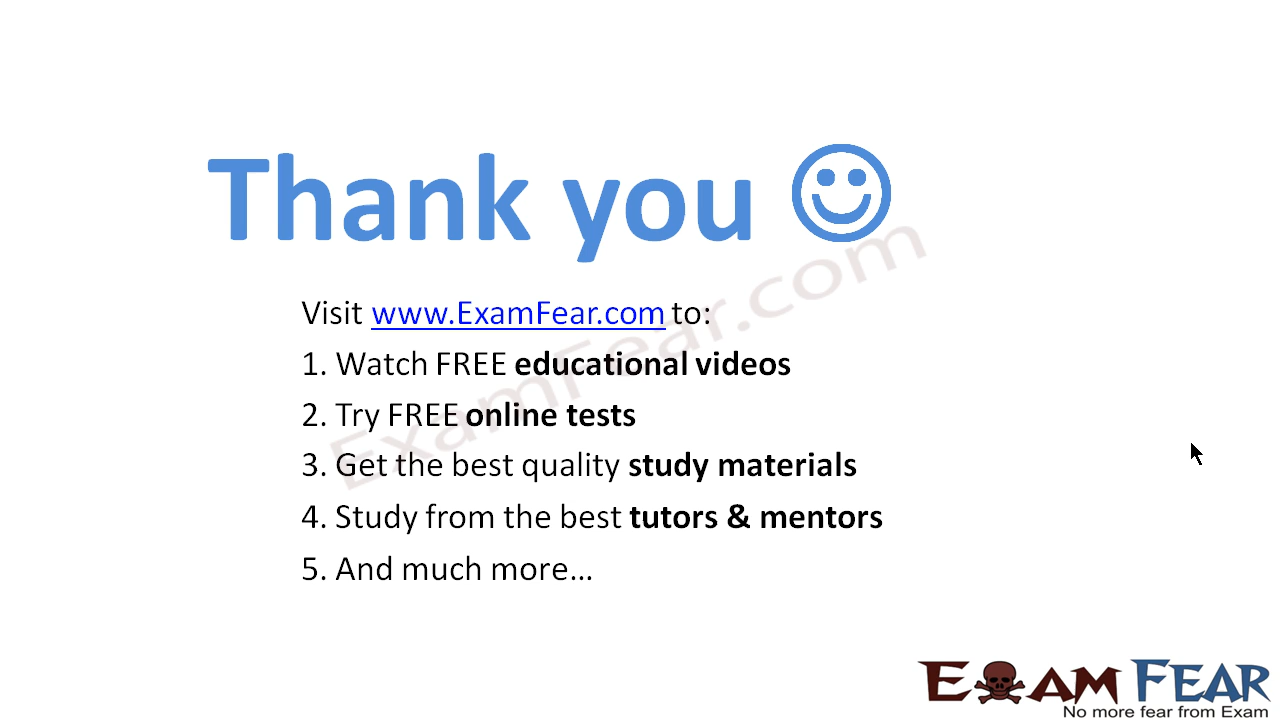 Thank you ☺
Visit www.ExamFear.com to:
1. Watch FREE educational videos
2. Try FREE online tests
3. Get the best quality study materials
4. Study from the best tutors & mentors
5. And much more...
ExamFear.com
EXAM FEAR
No more fear from Exam